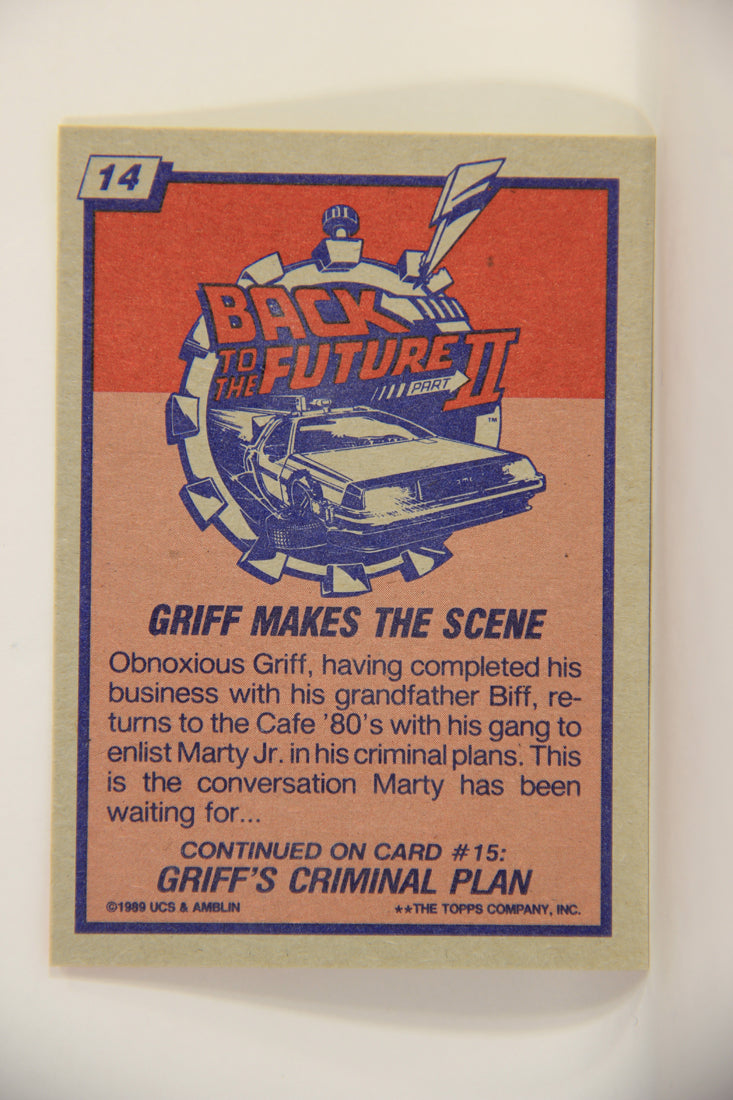 14
BACK
TO THE FUTURE
PART II
™
GRIFF MAKES THE SCENE
Obnoxious Griff, having completed his
business with his grandfather Biff, re-
turns to the Cafe '80's with his gang to
enlist Marty Jr. in his criminal plans. This
is the conversation Marty has been
waiting for...
CONTINUED ON CARD #15:
GRIFF'S CRIMINAL PLAN
©1989 UCS & AMBLIN **THE TOPPS COMPANY, INC.